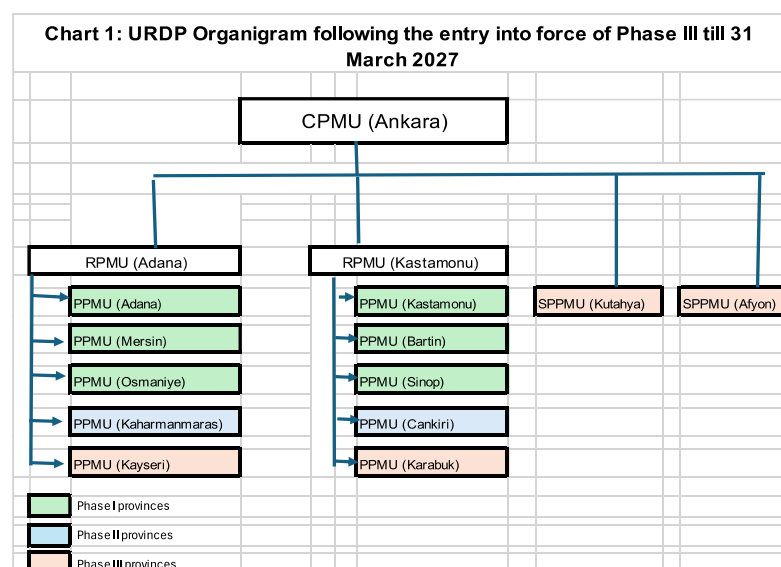 Chart 1: URDP Organigram following the entry into force of Phase III till 31
March 2027
CPMU (Ankara)
RPMU (Adana)
RPMU (Kastamonu)
PPMU (Adana)
PPMU (Kastamonu)
SPPMU (Kutahya)
SPPMU (Afyon)
PPMU (Mersin)
PPMU (Bartin)
PPMU (Osmaniye)
PPMU (Sinop)
PPMU (Kaharmanmaras)
PPMU (Cankiri)
PPMU (Kayseri)
PPMU (Karabuk)
Phase I provinces
Phase II provinces
Phase III provinces